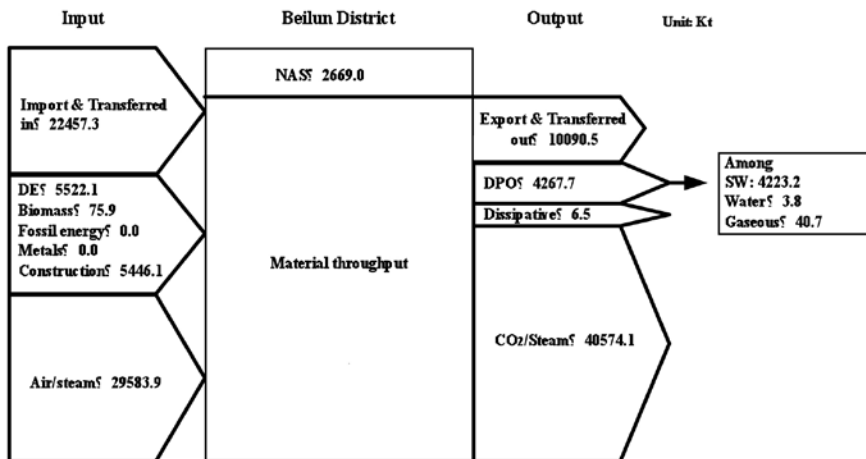 Input
Beilun District
Output
Unit: Kt
NAS⸮ 2669.0
Import & Transferred
in⸮ 22457.3
Export & Transferred
out⸮ 10090.5
DE⸮ 5522.1
Biomass⸮ 75.9
Fossil energy⸮ 0.0
Metals⸮ 0.0
Construction⸮ 5446.1
DPO⸮ 4267.7
Among
SW: 4223.2
Water⸮ 3.8
Gaseous⸮ 40.7
Dissipative⸮ 6.5
Material throughput
Air/steam⸮ 29583.9
CO2/Steam⸮ 40574.1